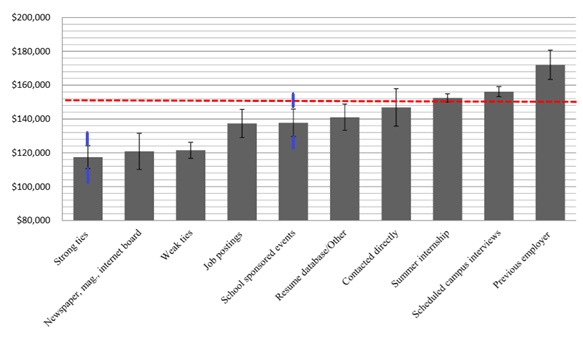 $200,000
$180,000
$160,000
$140,000
$120,000
$100,000
$80,000
Strong ties
Newspaper, mag., internet board
Weak ties
Job postings
School sponsored events
Resume database/Other
Contacted directly
Summer internship
Scheduled campus interviews
Previous employer